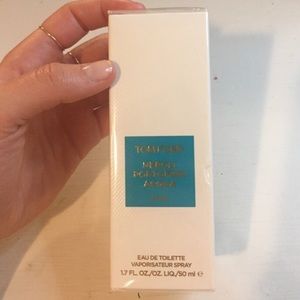 TOM FORD
NEROLI
PORTOFINO
ACQUA
EAU DE TOILETTE
VAPORISATEUR SPRAY
1.7 FL. OZ./OZ. LIQ./50 ml e